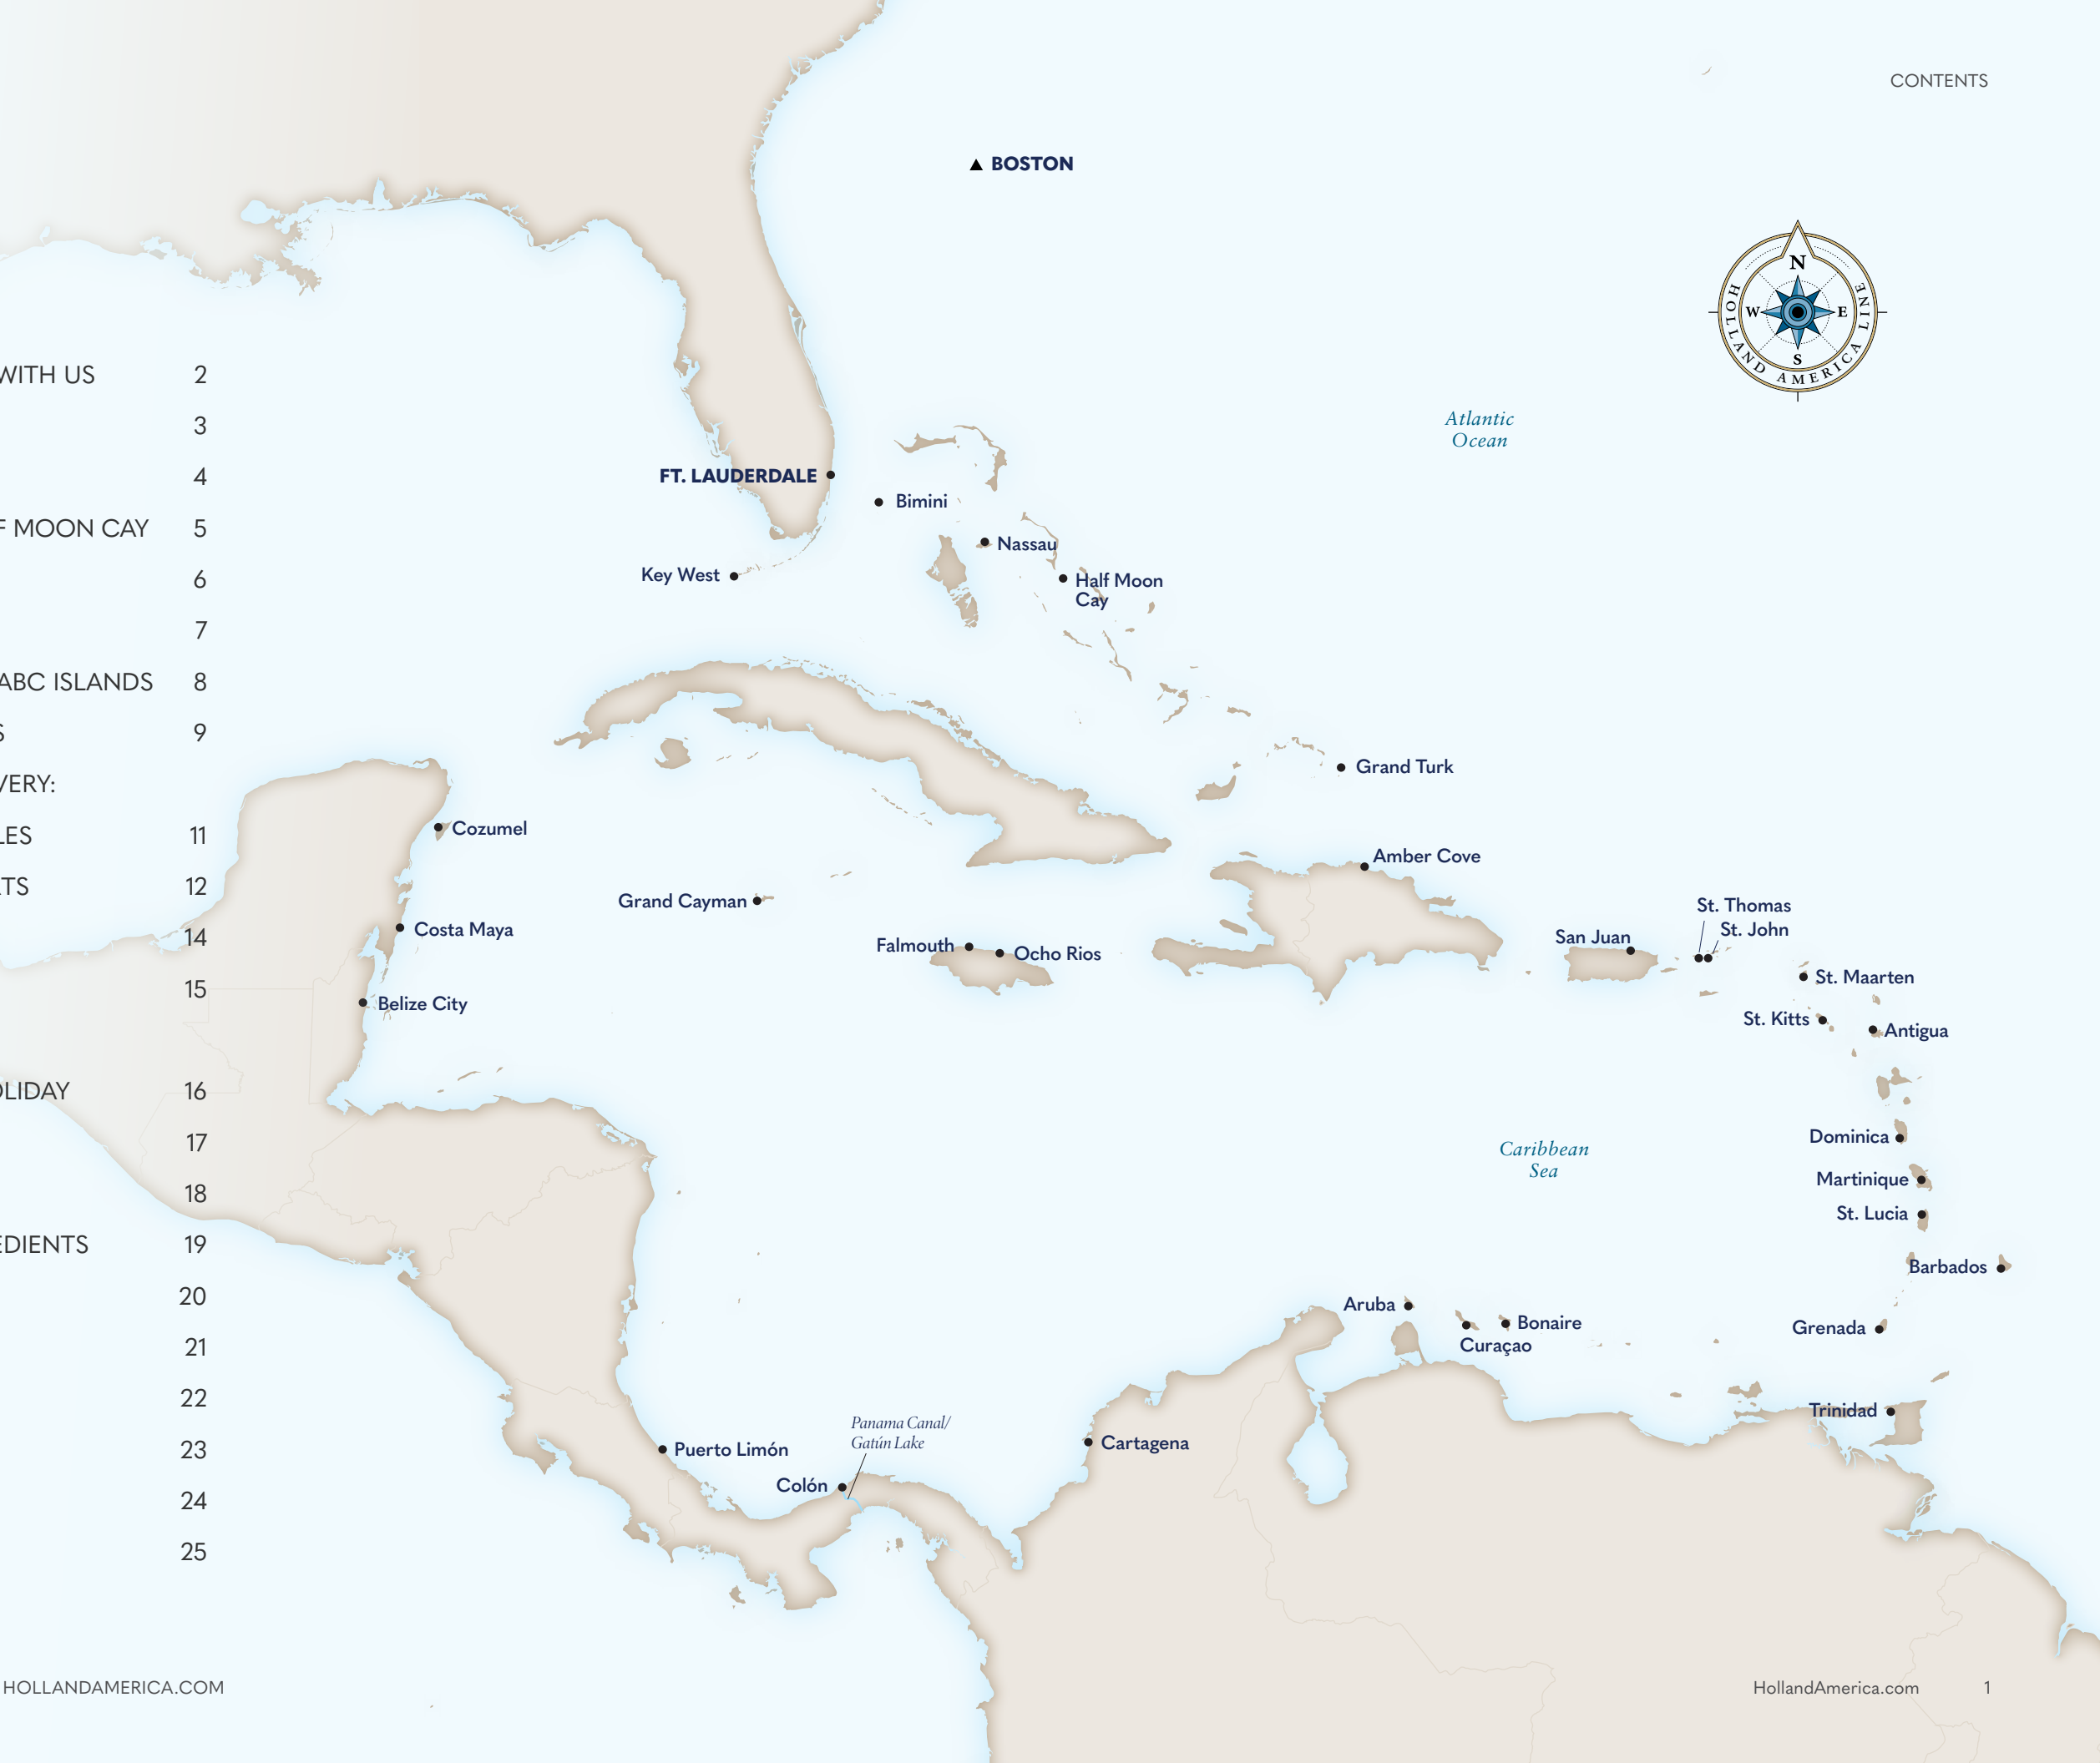 CONTENTS
BOSTON
N
W
E
S
HOLLAND AMERICA LINE
WITH US 2
3
4
F MOON CAY 5
6
7
ABC ISLANDS 8
S 9
VERY:
LES 11
TS 12
14
15
OLIDAY 16
17
18
EDIENTS 19
20
21
22
23
24
25
Atlantic
Ocean
FT. LAUDERDALE
Bimini
Nassau
Key West
Half Moon
Cay
Grand Turk
Cozumel
Amber Cove
Grand Cayman
St. Thomas
St. John
Costa Maya
Falmouth
Ocho Rios
San Juan
St. Maarten
Belize City
St. Kitts
Antigua
Dominica
Caribbean
Sea
Martinique
St. Lucia
Barbados
Aruba
Bonaire
Curaçao
Grenada
Trinidad
Panama Canal/
Gatún Lake
Puerto Limón
Cartagena
Colón
HOLLANDAMERICA.COM
HollandAmerica.com 1